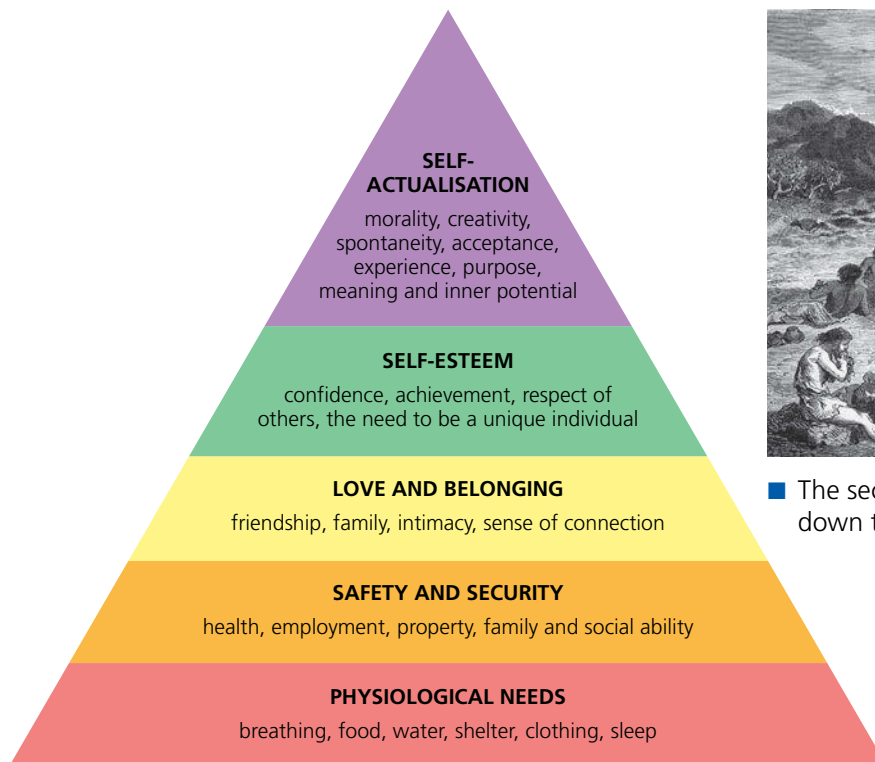 SELF-
ACTUALISATION
morality, creativity,
spontaneity, acceptance,
experience, purpose,
meaning and inner potential
SELF-ESTEEM
confidence, achievement, respect of
others, the need to be a unique individual
LOVE AND BELONGING
friendship, family, intimacy, sense of connection
SAFETY AND SECURITY
health, employment, property, family and social ability
PHYSIOLOGICAL NEEDS
breathing, food, water, shelter, clothing, sleep
The
down